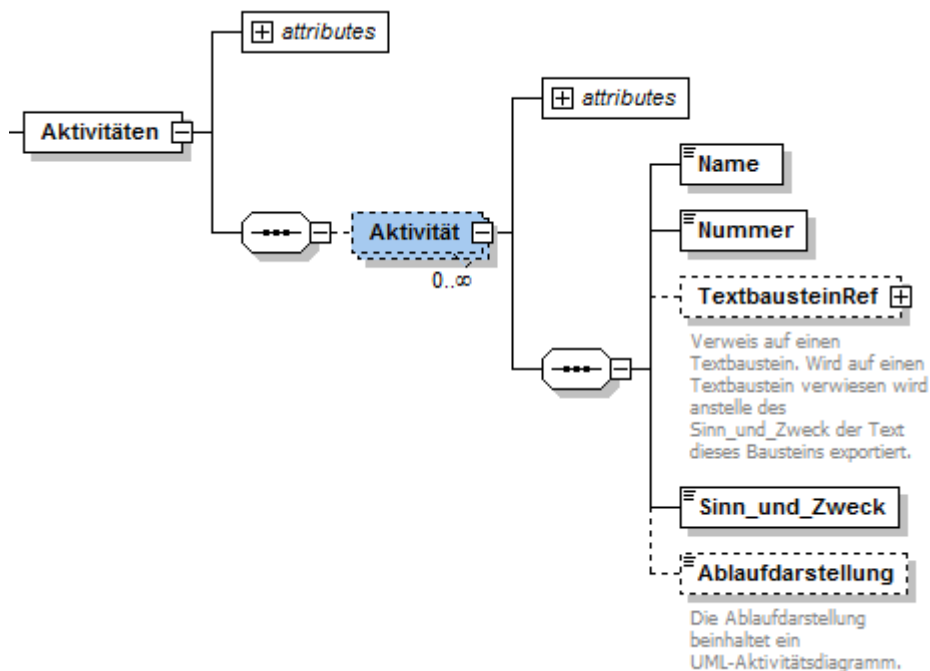 attributes
Aktivitäten
attributes
Aktivität
0..∞
Name
Nummer
TextbausteinRef
Verweis auf einen
Textbaustein. Wird auf einen
Textbaustein verwiesen wird
anstelle des
Sinn_und_Zweck der Text
dieses Bausteins exportiert.
Sinn_und_Zweck
Ablaufdarstellung
Die Ablaufdarstellung
beinhaltet ein
UML-Aktivitätsdiagramm.